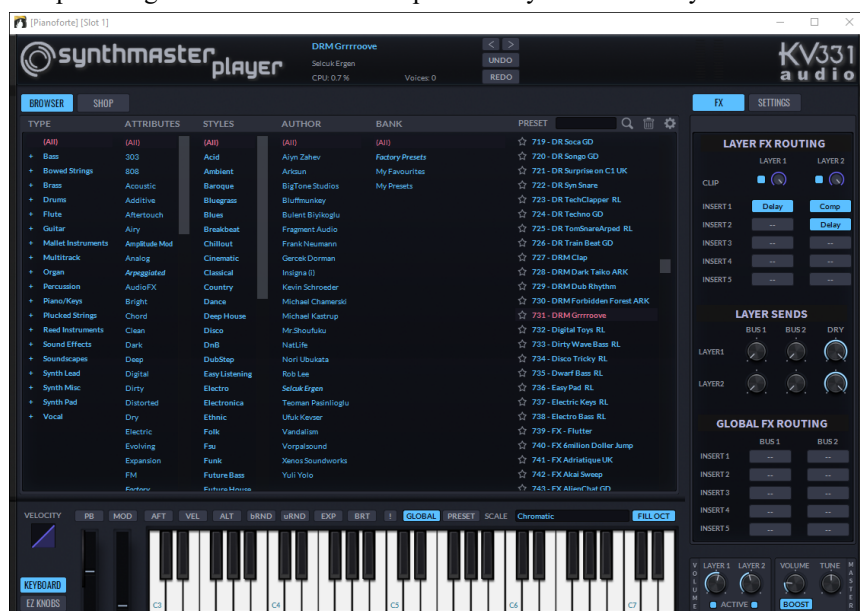 [Pianoforte] [Slot 1]
synthmaster player
DRM Grrrroove
Selcuk Ergen
CPU: 0.7 %
Voices: 0
< >
UNDO
REDO
KV331
audio
BROWSER
SHOP
FX
SETTINGS
TYPE
ATTRIBUTES
STYLES
AUTHOR
BANK
PRESET
(All)
+ Bass
+ Bowed Strings
+ Brass
+ Drums
+ Flute
+ Guitar
+ Mallet Instruments
+ Multitrack
+ Organ
+ Percussion
+ Piano/Keys
+ Plucked Strings
+ Reed Instruments
+ Sound Effects
+ Soundscapes
+ Synth Lead
+ Synth Misc
+ Synth Pad
+ Vocal
(All)
303
808
Acoustic
Additive
Aftertouch
Airy
Amplitude Mod
Analog
Arpeggiated
AudioFX
Bright
Chord
Clean
Dark
Deep
Digital
Dirty
Distorted
Dry
Electric
Evolving
Expansion
FM
Factory
(All)
Acid
Ambient
Baroque
Bluegrass
Blues
Breakbeat
Chillout
Cinematic
Classical
Country
Dance
Deep House
Disco
DnB
DubStep
Easy Listening
Electro
Electronica
Ethnic
Folk
Fsu
Funk
Future Bass
Future House
(All)
Aiyn Zahev
Arksun
BigTone Studios
Bluffmunkey
Bulent Biyikoglu
Fragment Audio
Frank Neumann
Gercek Dorman
Insigna (i)
Kevin Schroeder
Michael Chamerski
Michael Kastrup
Mr.Shoufuku
NatLife
Nori Ubukata
Rob Lee
Selcuk Ergen
Teoman Pasinlioglu
Ufuk Kevser
Vandalism
Vorpalsound
Xenos Soundworks
Yuli Yolo
(All)
Factory Presets
My Favourites
My Presets
719 - DR Soca GD
720 - DR Songo GD
721 - DR Surprise on C1 UK
722 - DR Syn Snare
723 - DR TechClapper RL
724 - DR Techno GD
725 - DR TomSnareArped RL
726 - DR Train Beat GD
727 - DRM Clap
728 - DRM Dark Taiko ARK
729 - DRM Dub Rhythm
730 - DRM Forbidden Forest ARK
731 - DRM Grrrroove
732 - Digital Toys RL
733 - Dirty Wave Bass RL
734 - Disco Tricky RL
735 - Dwarf Bass RL
736 - Easy Pad RL
737 - Electric Keys RL
738 - Electro Bass RL
739 - FX - Flutter
740 - FX 6milion Doller Jump
741 - FX Adriatique UK
742 - FX Akai Sweep
743 - FX AlienChat GD
LAYER FX ROUTING
LAYER 1 LAYER 2
CLIP
INSERT 1 Delay Comp
INSERT 2 -- Delay
INSERT 3 -- --
INSERT 4 -- --
INSERT 5 -- --
LAYER SENDS
BUS 1 BUS 2 DRY
LAYER1
LAYER2
GLOBAL FX ROUTING
BUS 1 BUS 2
INSERT 1 -- --
INSERT 2 -- --
INSERT 3 -- --
INSERT 4 -- --
INSERT 5 -- --
VELOCITY
PB MOD AFT VEL ALT bRND uRND EXP BRT ! GLOBAL PRESET SCALE Chromatic FILL OCT
KEYBOARD
EZ KNOBS
C3 C4 C5 C6 C7
VOLUME
LAYER 1 LAYER 2
ACTIVE
VOLUME TUNE
BOOST
MASTER